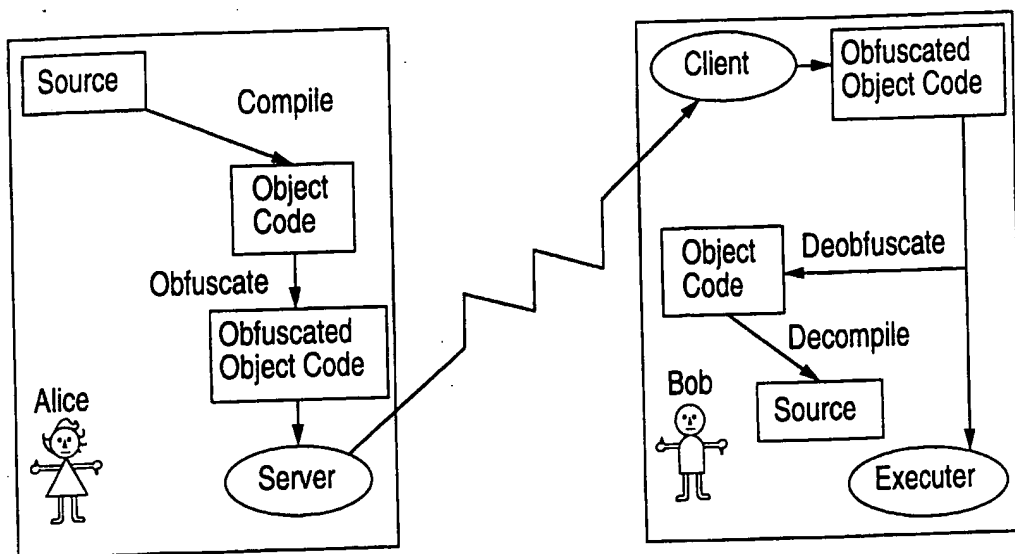 Source
Compile
Object
Code
Obfuscate
Obfuscated
Object Code
Alice
Server
Client
Obfuscated
Object Code
Deobfuscate
Object
Code
Decompile
Bob
Source
Executer